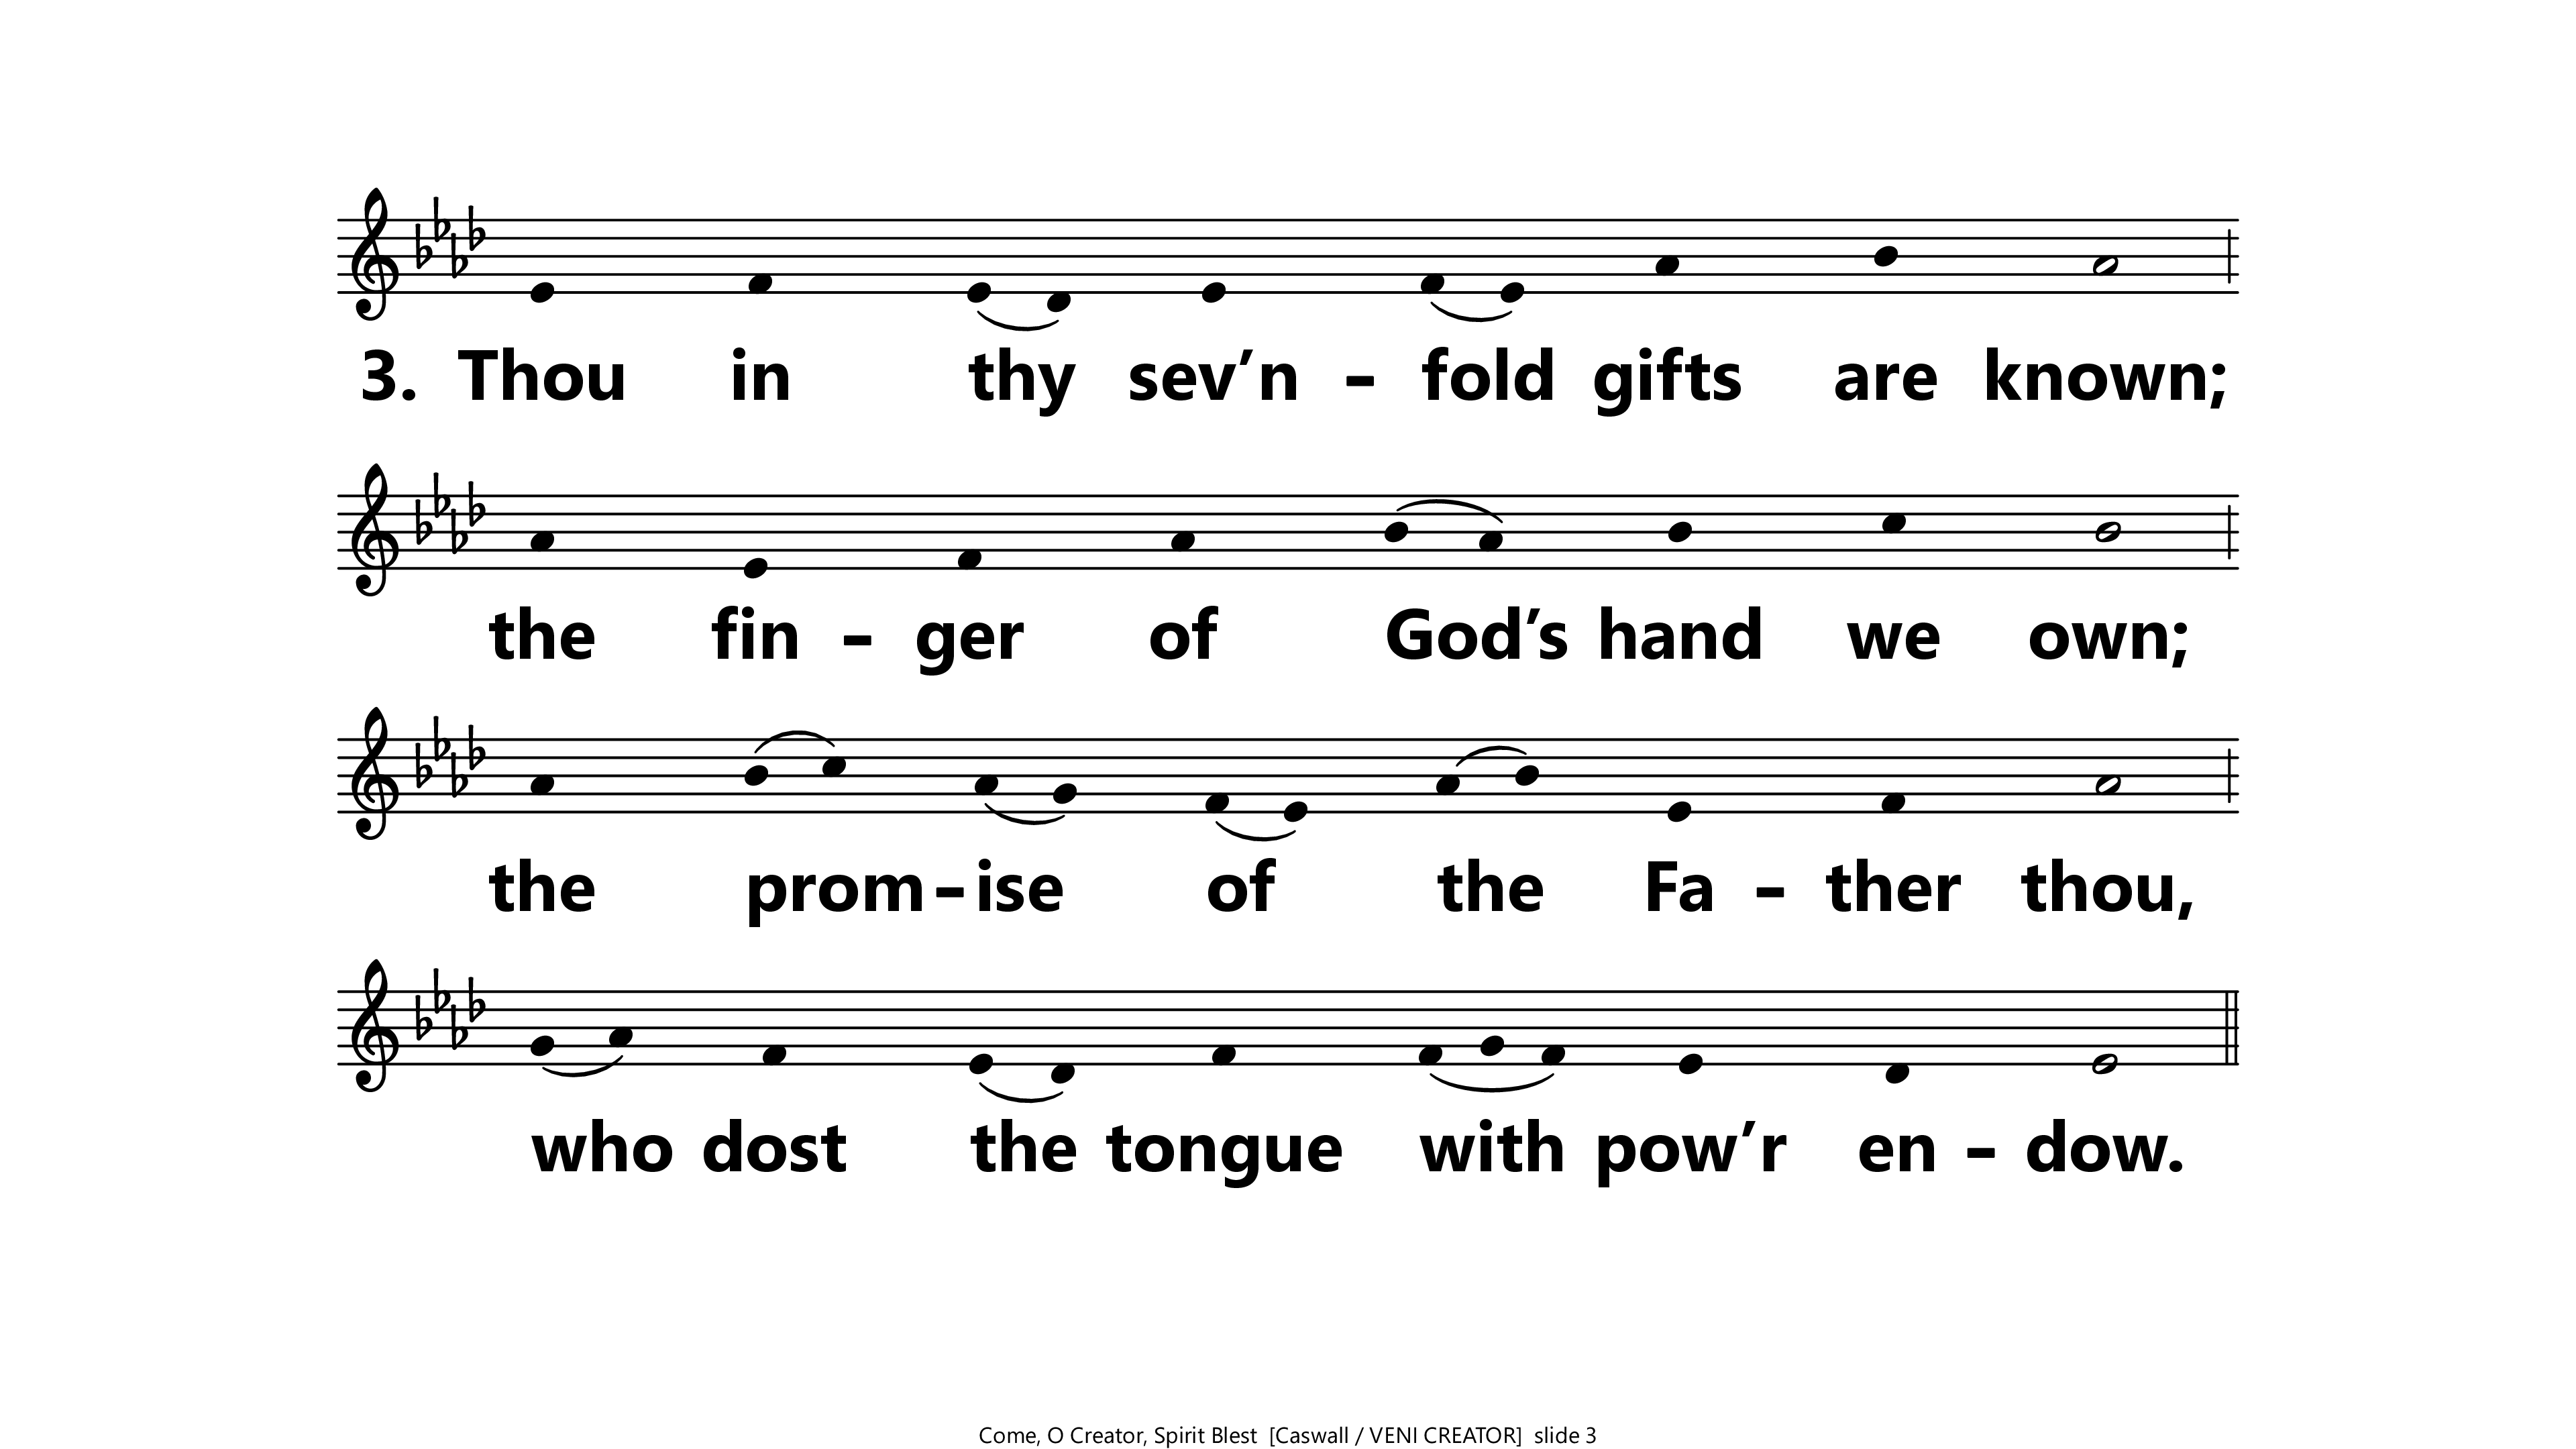 3. Thou in thy sev’n - fold gifts are known;
the fin - ger of God’s hand we own;
the prom - ise of the Fa - ther thou,
who dost the tongue with pow’r en - dow.
Come, O Creator, Spirit Blest [Caswall / VENI CREATOR] slide 3